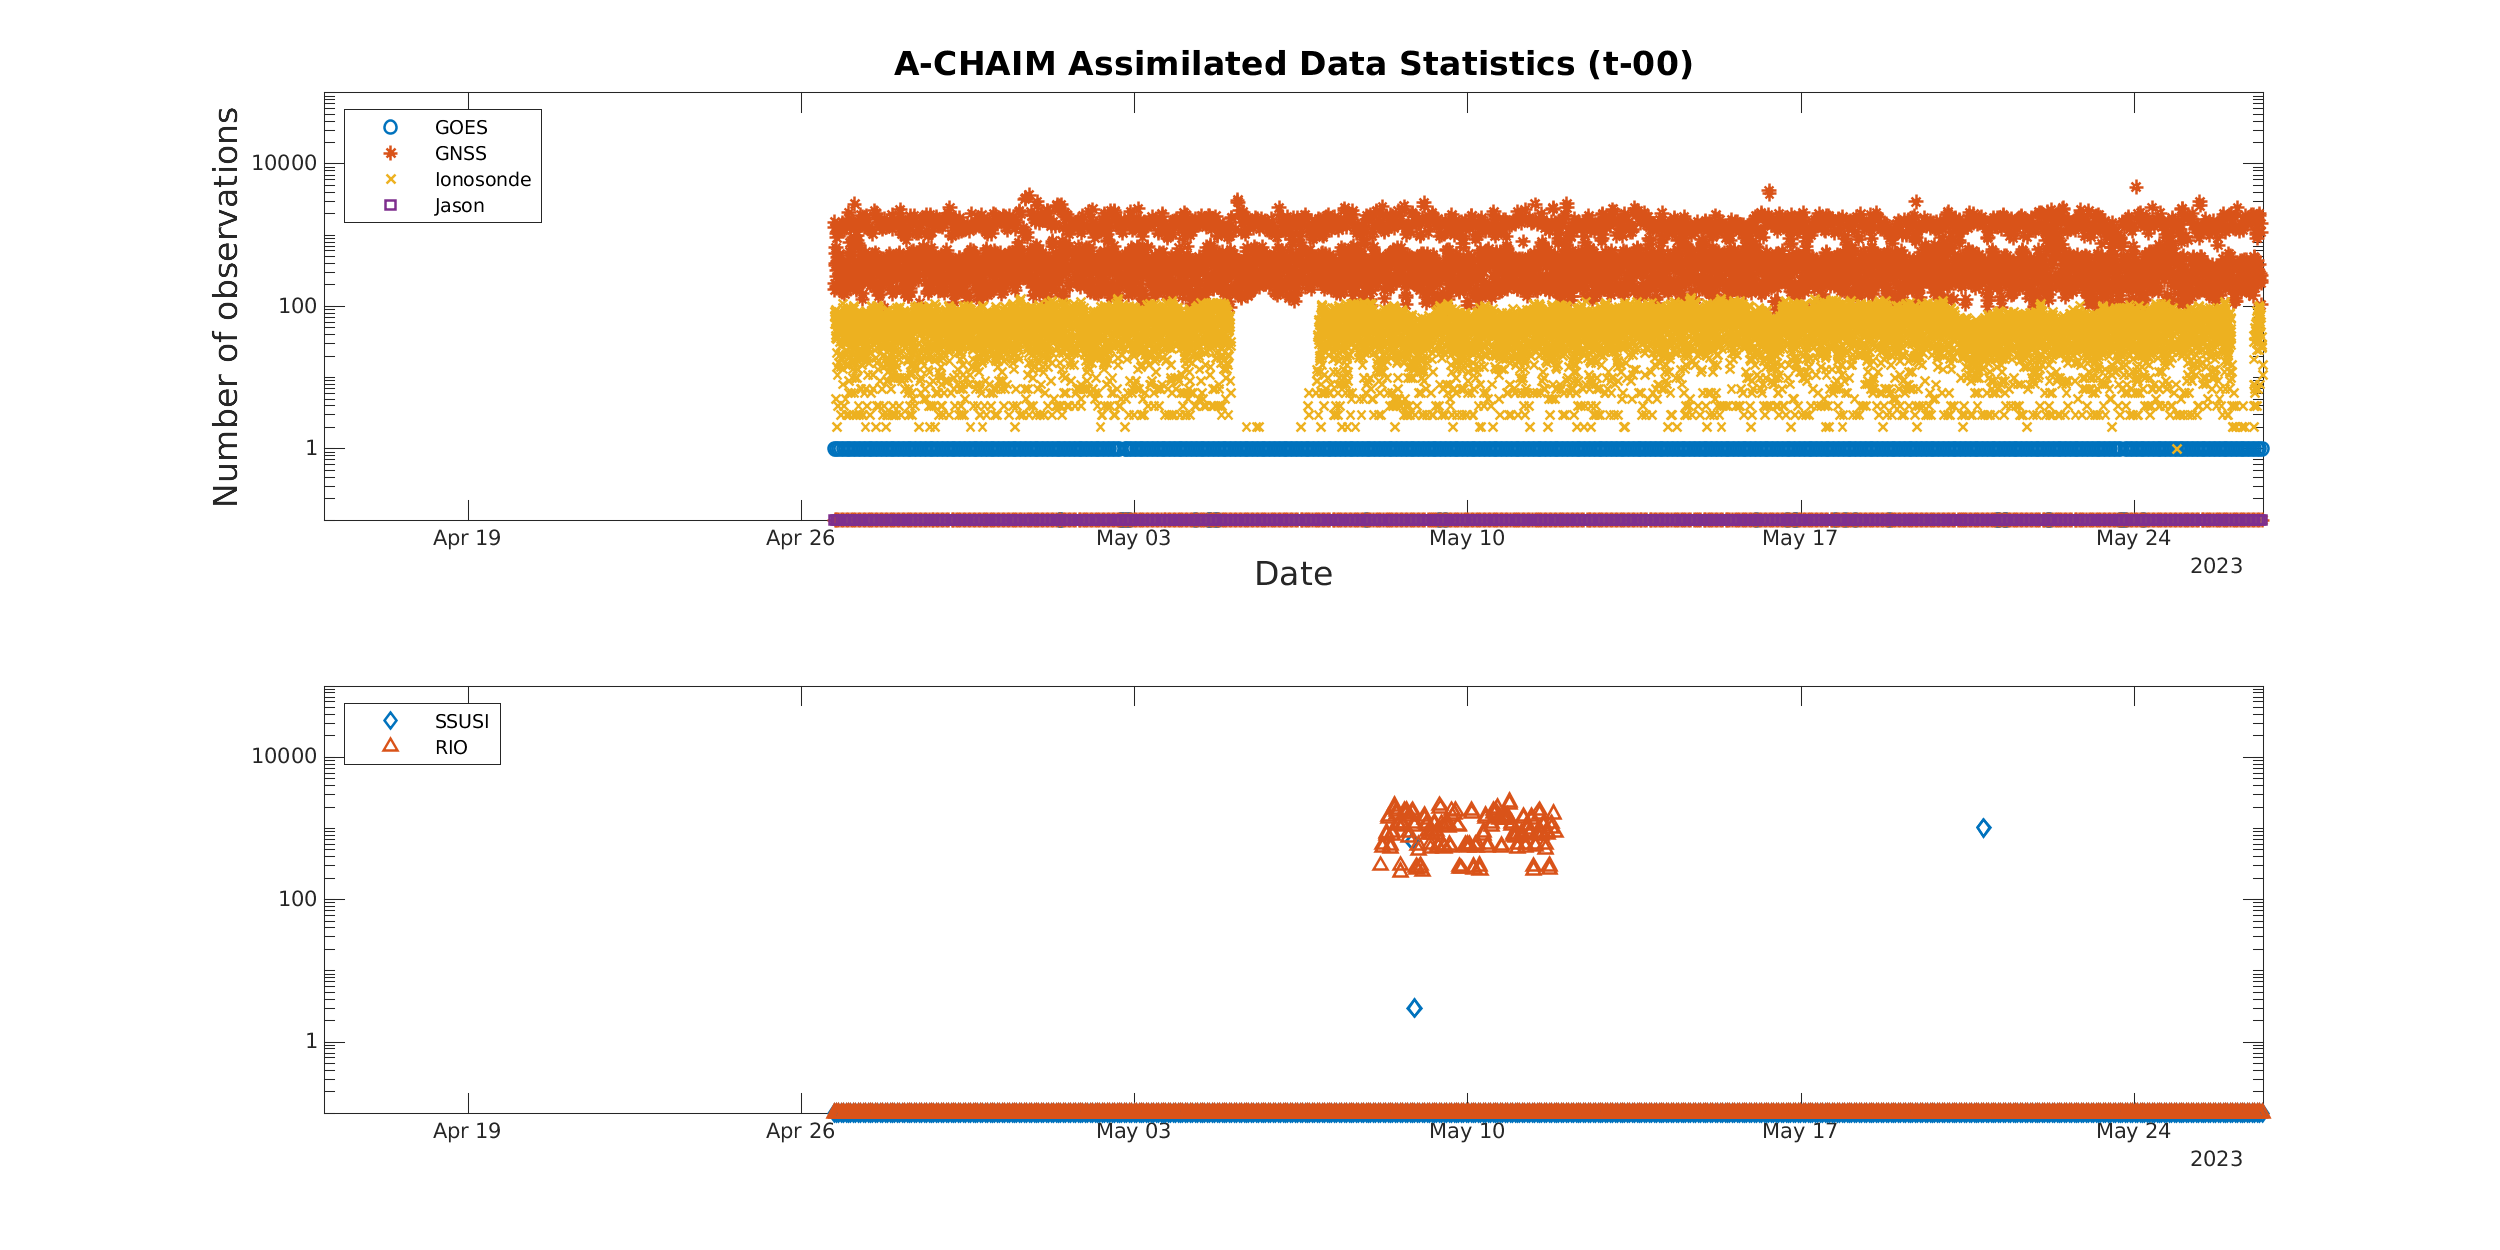 A-CHAIM Assimilated Data Statistics (t-00)
Number of observations
GOES
GNSS
Ionosonde
Jason
10000
100
1
Apr 19 Apr 26 May 03 May 10 May 17 May 24
2023
Date
SSUSI
RIO
10000
100
1
Apr 19 Apr 26 May 03 May 10 May 17 May 24
2023